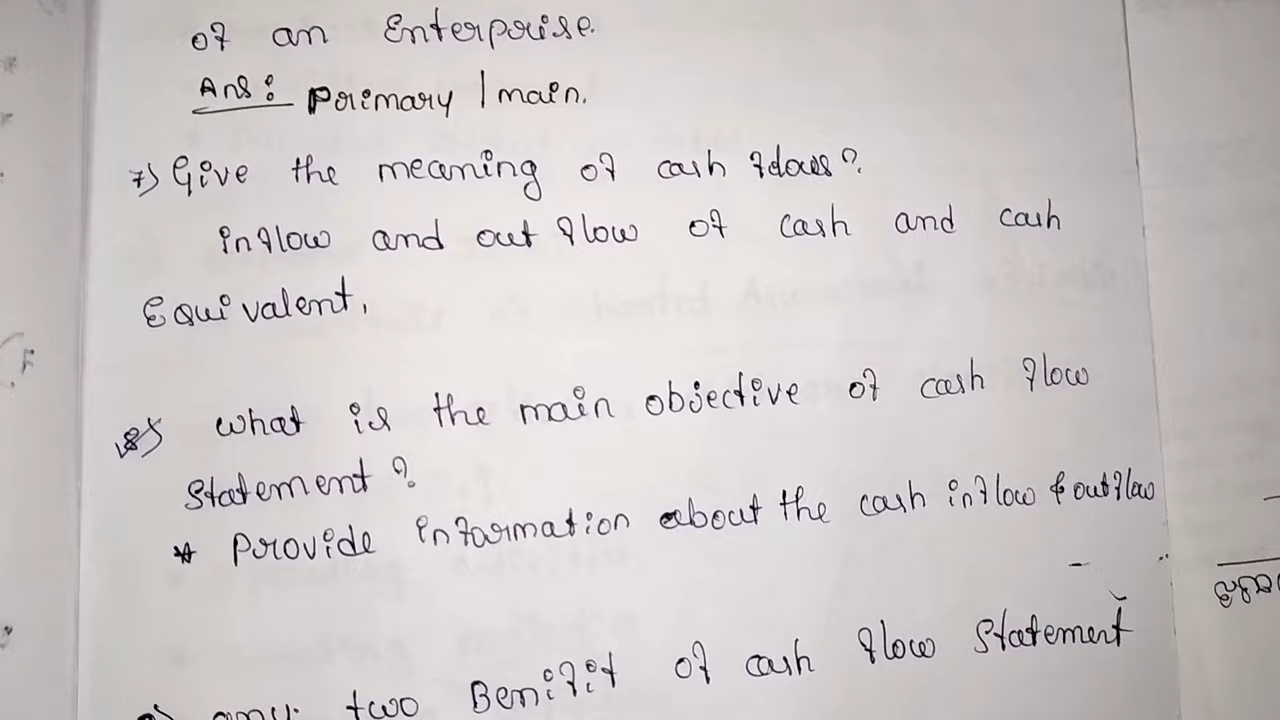 of an Enterprise.
Ans: Primary / main.
7) Give the meaning of cash flows?
inflow and out flow of cash and cash
Equivalent.
8) what is the main objective of cash flow
Statement?
* Provide information about the cash inflow & outflow
any two Benifit of cash flow Statement